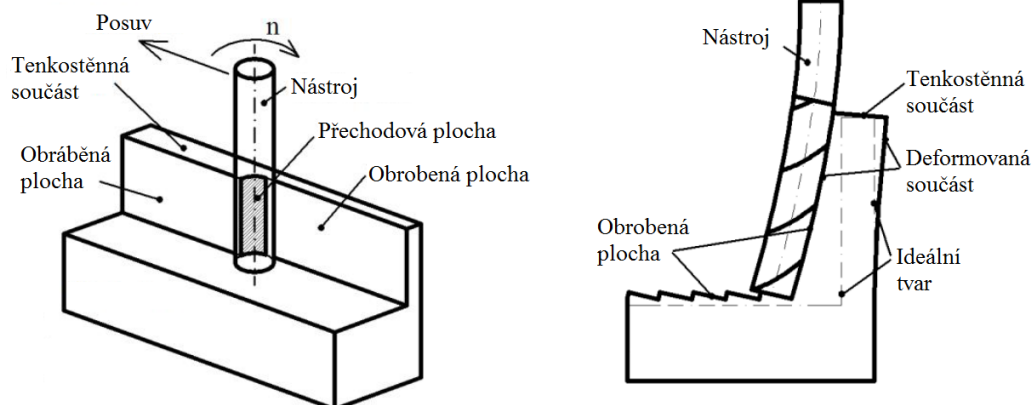 Posuv
n
Tenkostěnná
součást
Nástroj
Přechodová plocha
Obráběná
plocha
Obrobená plocha
Nástroj
Tenkostěnná
součást
Deformovaná
součást
Obrobená
plocha
Ideální
tvar